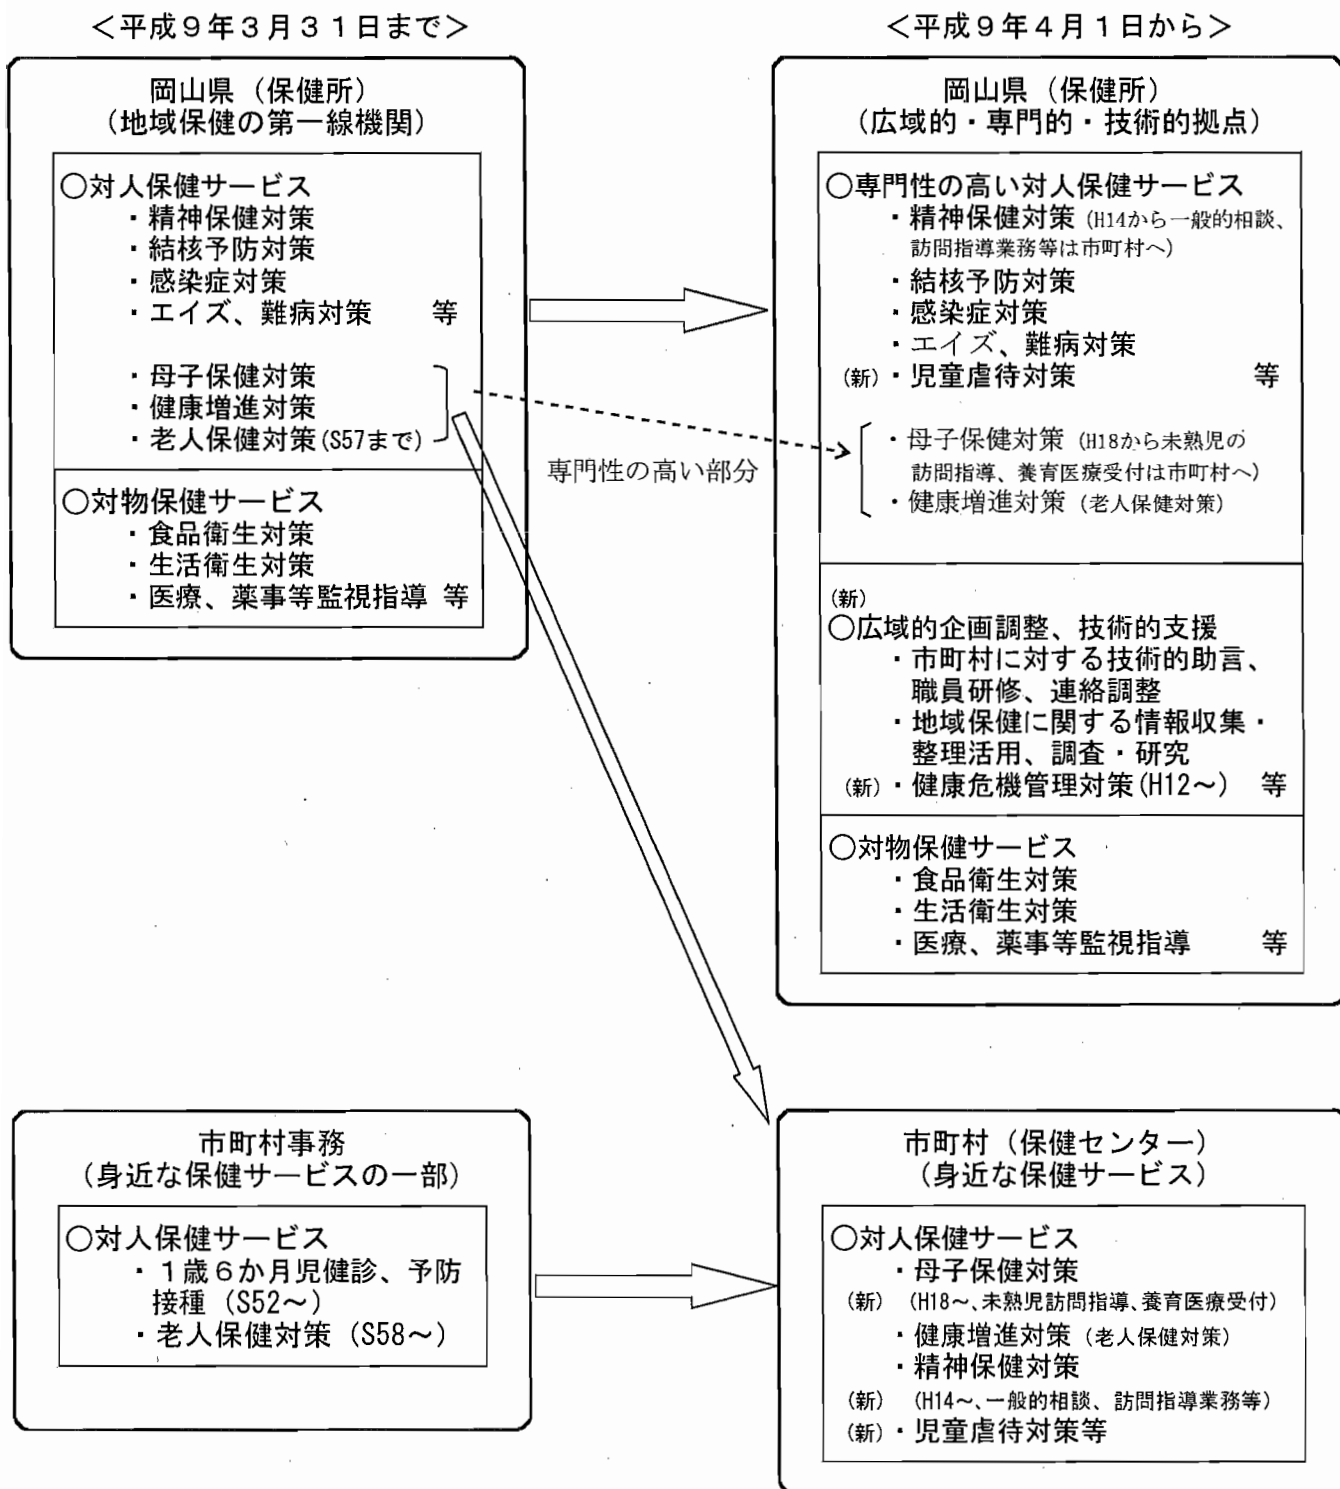 ＜平成９年３月３１日まで＞
岡山県（保健所）
（地域保健の第一線機関）
○対人保健サービス
・精神保健対策
・結核予防対策
・感染症対策
・エイズ、難病対策　等
・母子保健対策
・健康増進対策
・老人保健対策(S57まで)
○対物保健サービス
・食品衛生対策
・生活衛生対策
・医療、薬事等監視指導 等
専門性の高い部分
＜平成９年４月１日から＞
岡山県（保健所）
（広域的・専門的・技術的拠点）
○専門性の高い対人保健サービス
・精神保健対策（H14から一般的相談、
訪問指導業務等は市町村へ）
・結核予防対策
・感染症対策
・エイズ、難病対策
（新）・児童虐待対策　等
・母子保健対策（H18から未熟児の
訪問指導、養育医療受付は市町村へ）
・健康増進対策（老人保健対策）
（新）
○広域的企画調整、技術的支援
・市町村に対する技術的助言、
職員研修、連絡調整
・地域保健に関する情報収集・
整理活用、調査・研究
（新）・健康危機管理対策(H12～)　等
○対物保健サービス
・食品衛生対策
・生活衛生対策
・医療、薬事等監視指導　等
市町村事務
（身近な保健サービスの一部）
○対人保健サービス
・１歳６か月児健診、予防
接種（S52～）
・老人保健対策（S58～）
市町村（保健センター）
（身近な保健サービス）
○対人保健サービス
・母子保健対策
（新）（H18～、未熟児訪問指導、養育医療受付）
・健康増進対策（老人保健対策）
・精神保健対策
（新）（H14～、一般的相談、訪問指導業務等）
（新）・児童虐待対策等